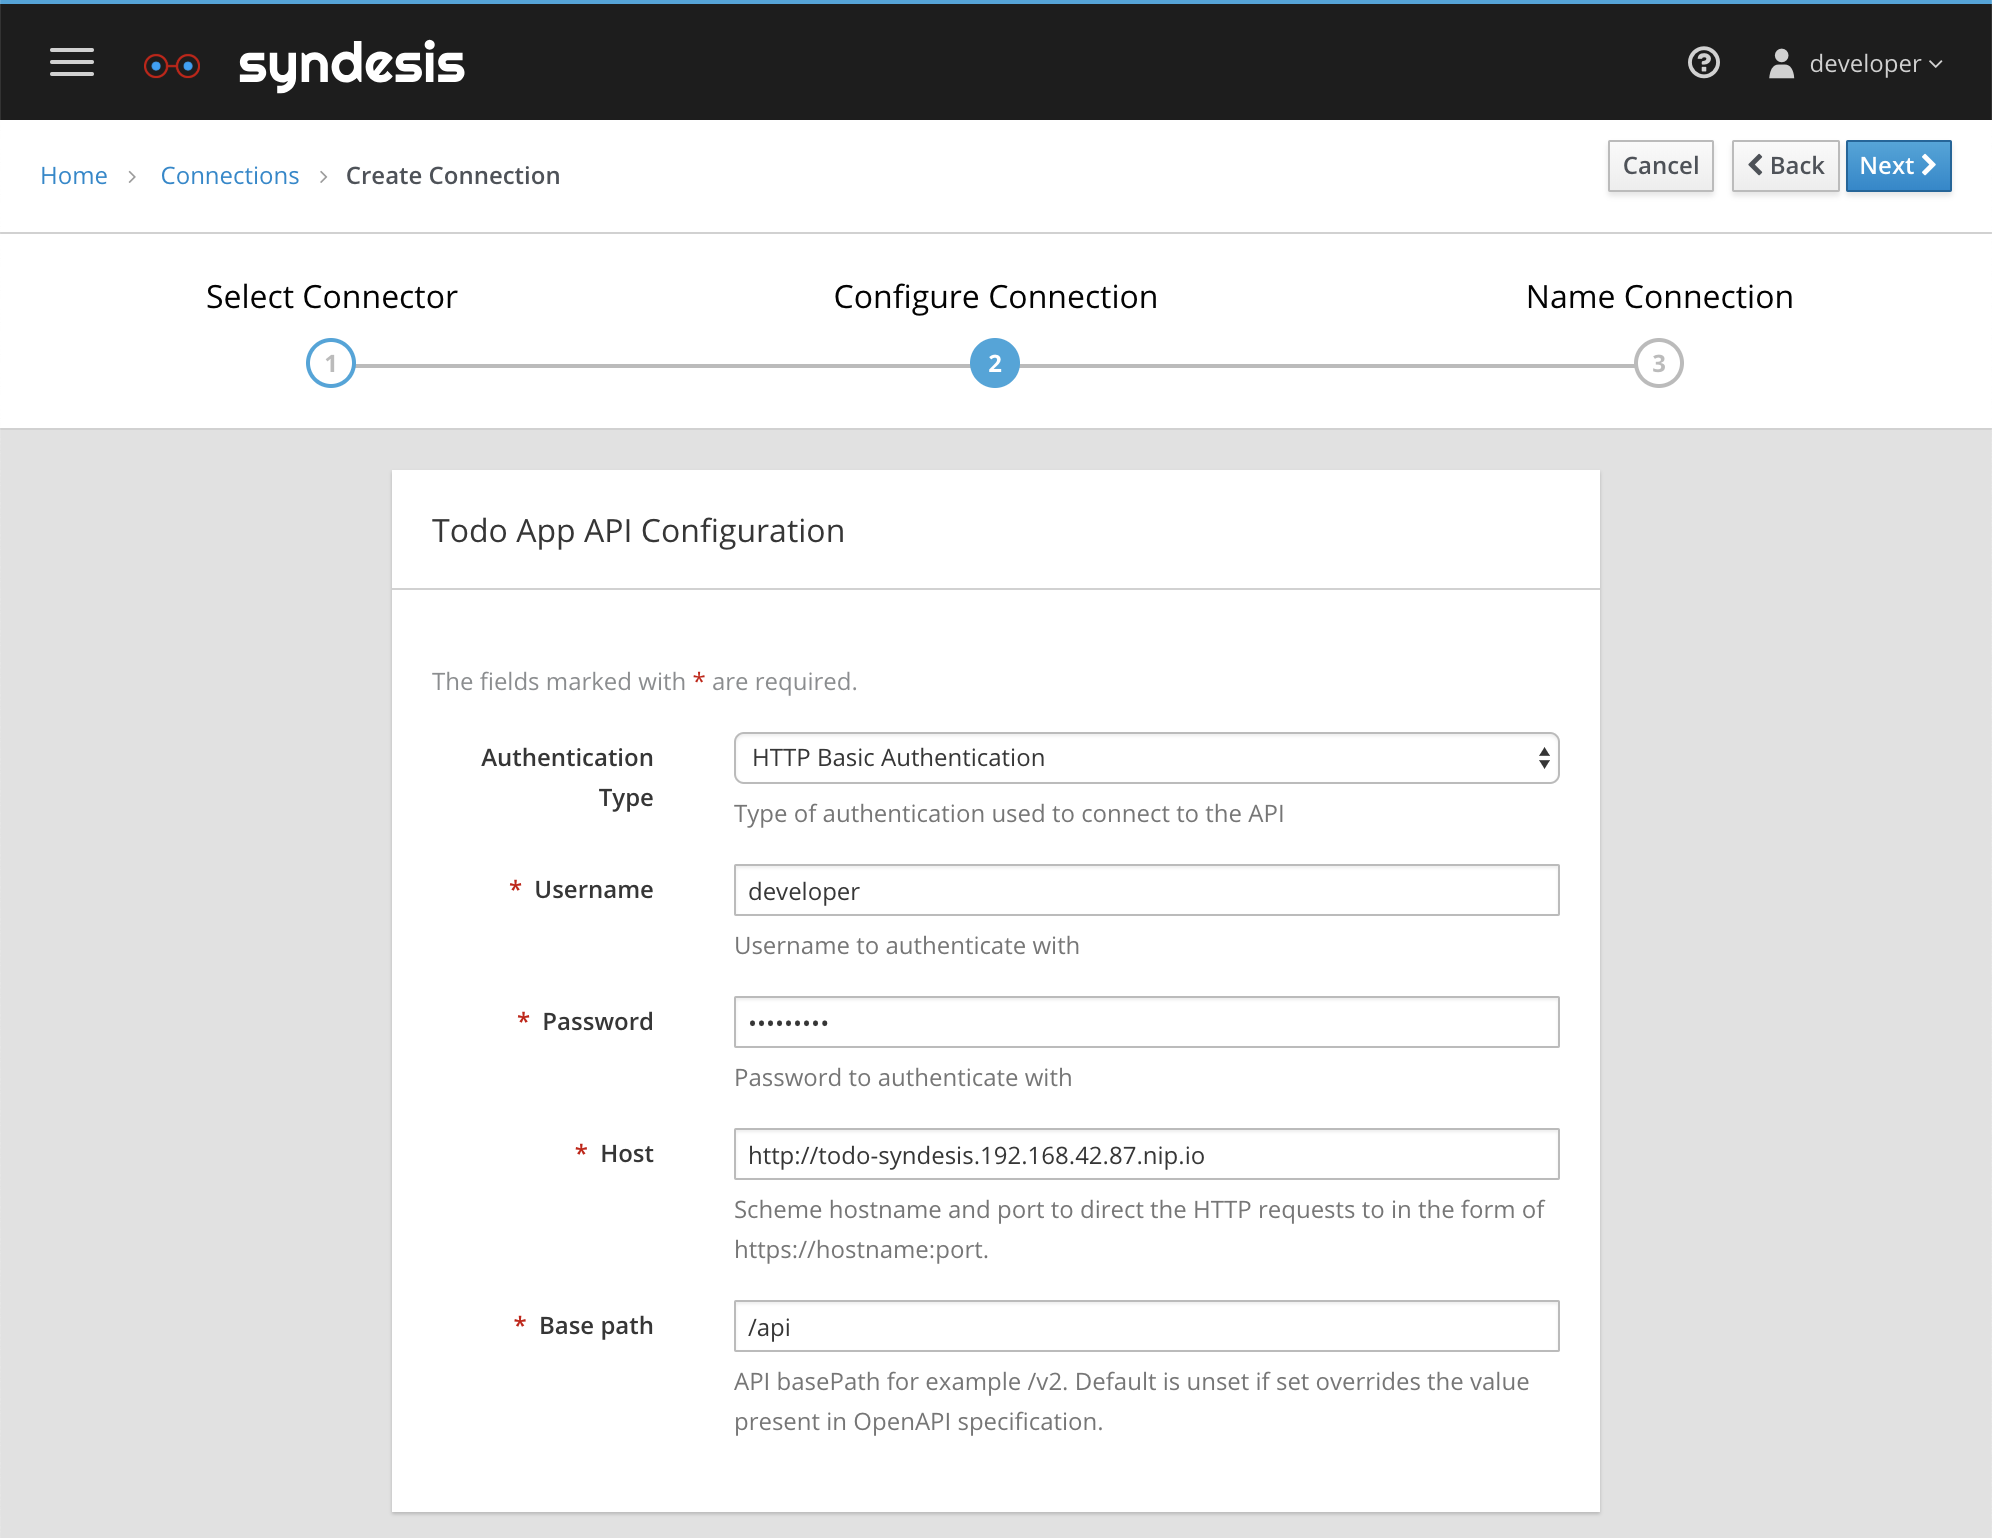 syndesis
developer
Home > Connections > Create Connection
Cancel
Back
Next
Select Connector
Configure Connection
Name Connection
1
2
3
Todo App API Configuration
The fields marked with * are required.
Authentication
Type
HTTP Basic Authentication
Type of authentication used to connect to the API
* Username
developer
Username to authenticate with
* Password
•••••••••
Password to authenticate with
* Host
http://todo-syndesis.192.168.42.87.nip.io
Scheme hostname and port to direct the HTTP requests to in the form of
https://hostname:port.
* Base path
/api
API basePath for example /v2. Default is unset if set overrides the value
present in OpenAPI specification.